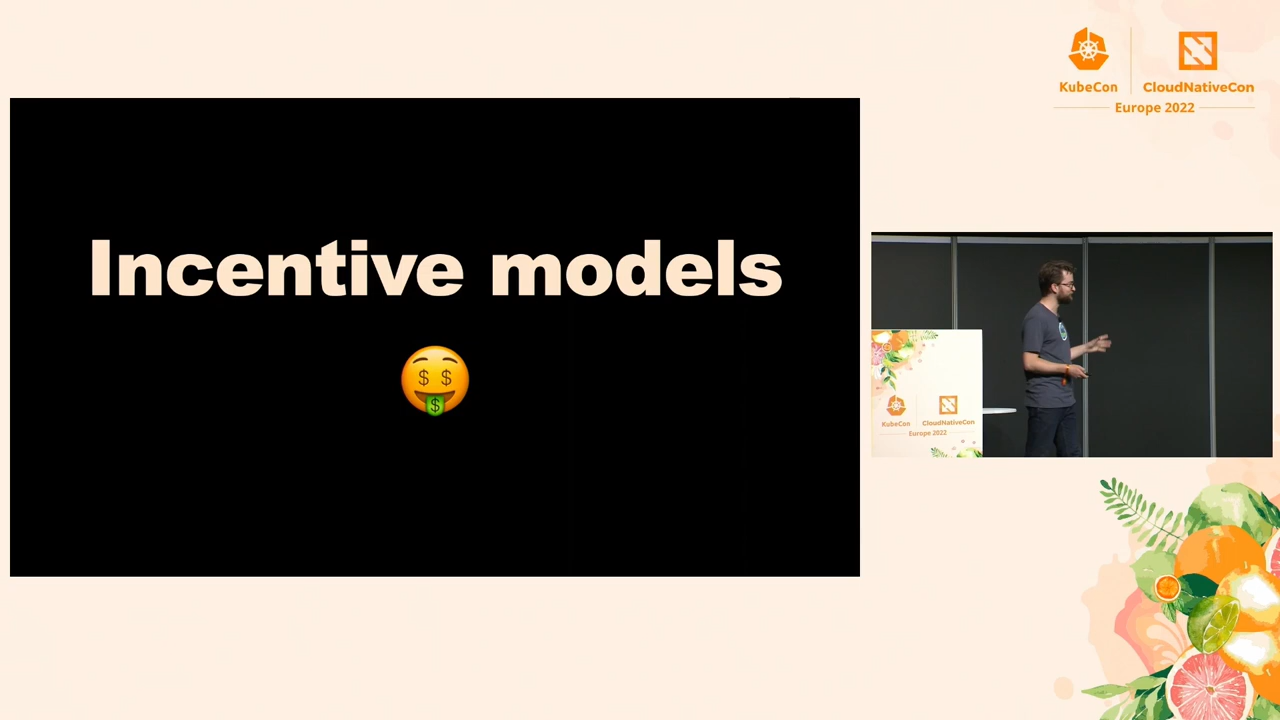 KubeCon
CloudNativeCon
Europe 2022
Incentive models
$ $
$
KubeCon
CloudNativeCon
Europe 2022